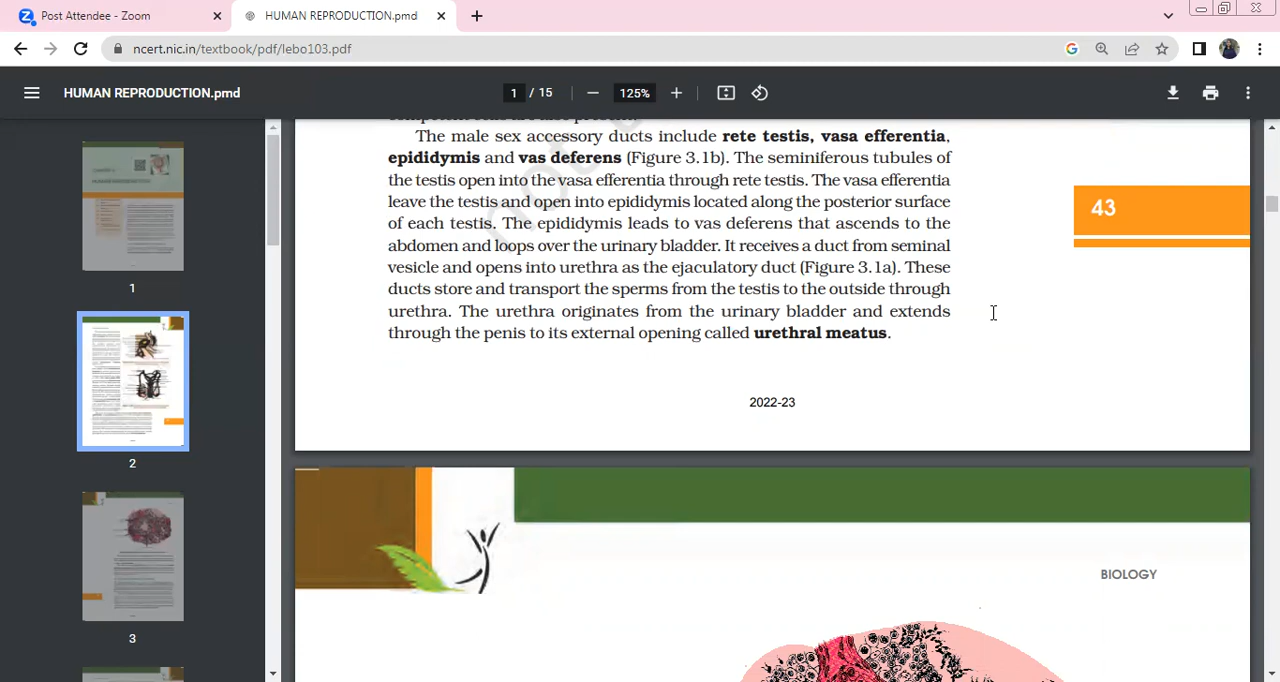 Post Attendee - Zoom
HUMAN REPRODUCTION.pmd
ncert.nic.in/textbook/pdf/lebo103.pdf
HUMAN REPRODUCTION.pmd
1 / 15
125%
The male sex accessory ducts include rete testis, vasa efferentia,
epididymis and vas deferens (Figure 3.1b). The seminiferous tubules of
the testis open into the vasa efferentia through rete testis. The vasa efferentia
leave the testis and open into epididymis located along the posterior surface
of each testis. The epididymis leads to vas deferens that ascends to the
abdomen and loops over the urinary bladder. It receives a duct from seminal
vesicle and opens into urethra as the ejaculatory duct (Figure 3.1a). These
ducts store and transport the sperms from the testis to the outside through
urethra. The urethra originates from the urinary bladder and extends
through the penis to its external opening called urethral meatus.
43
2022-23
BIOLOGY
1
2
3